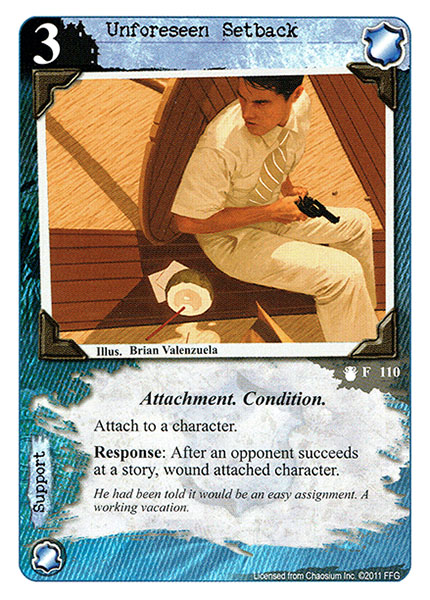 3
Unforeseen Setback
Illus. Brian Valenzuela
F 110
Attachment. Condition.
Attach to a character.
Response: After an opponent succeeds
at a story, wound attached character.
He had been told it would be an easy assignment. A
working vacation.
Support
Licensed from Chaosium Inc. ©2011 FFG